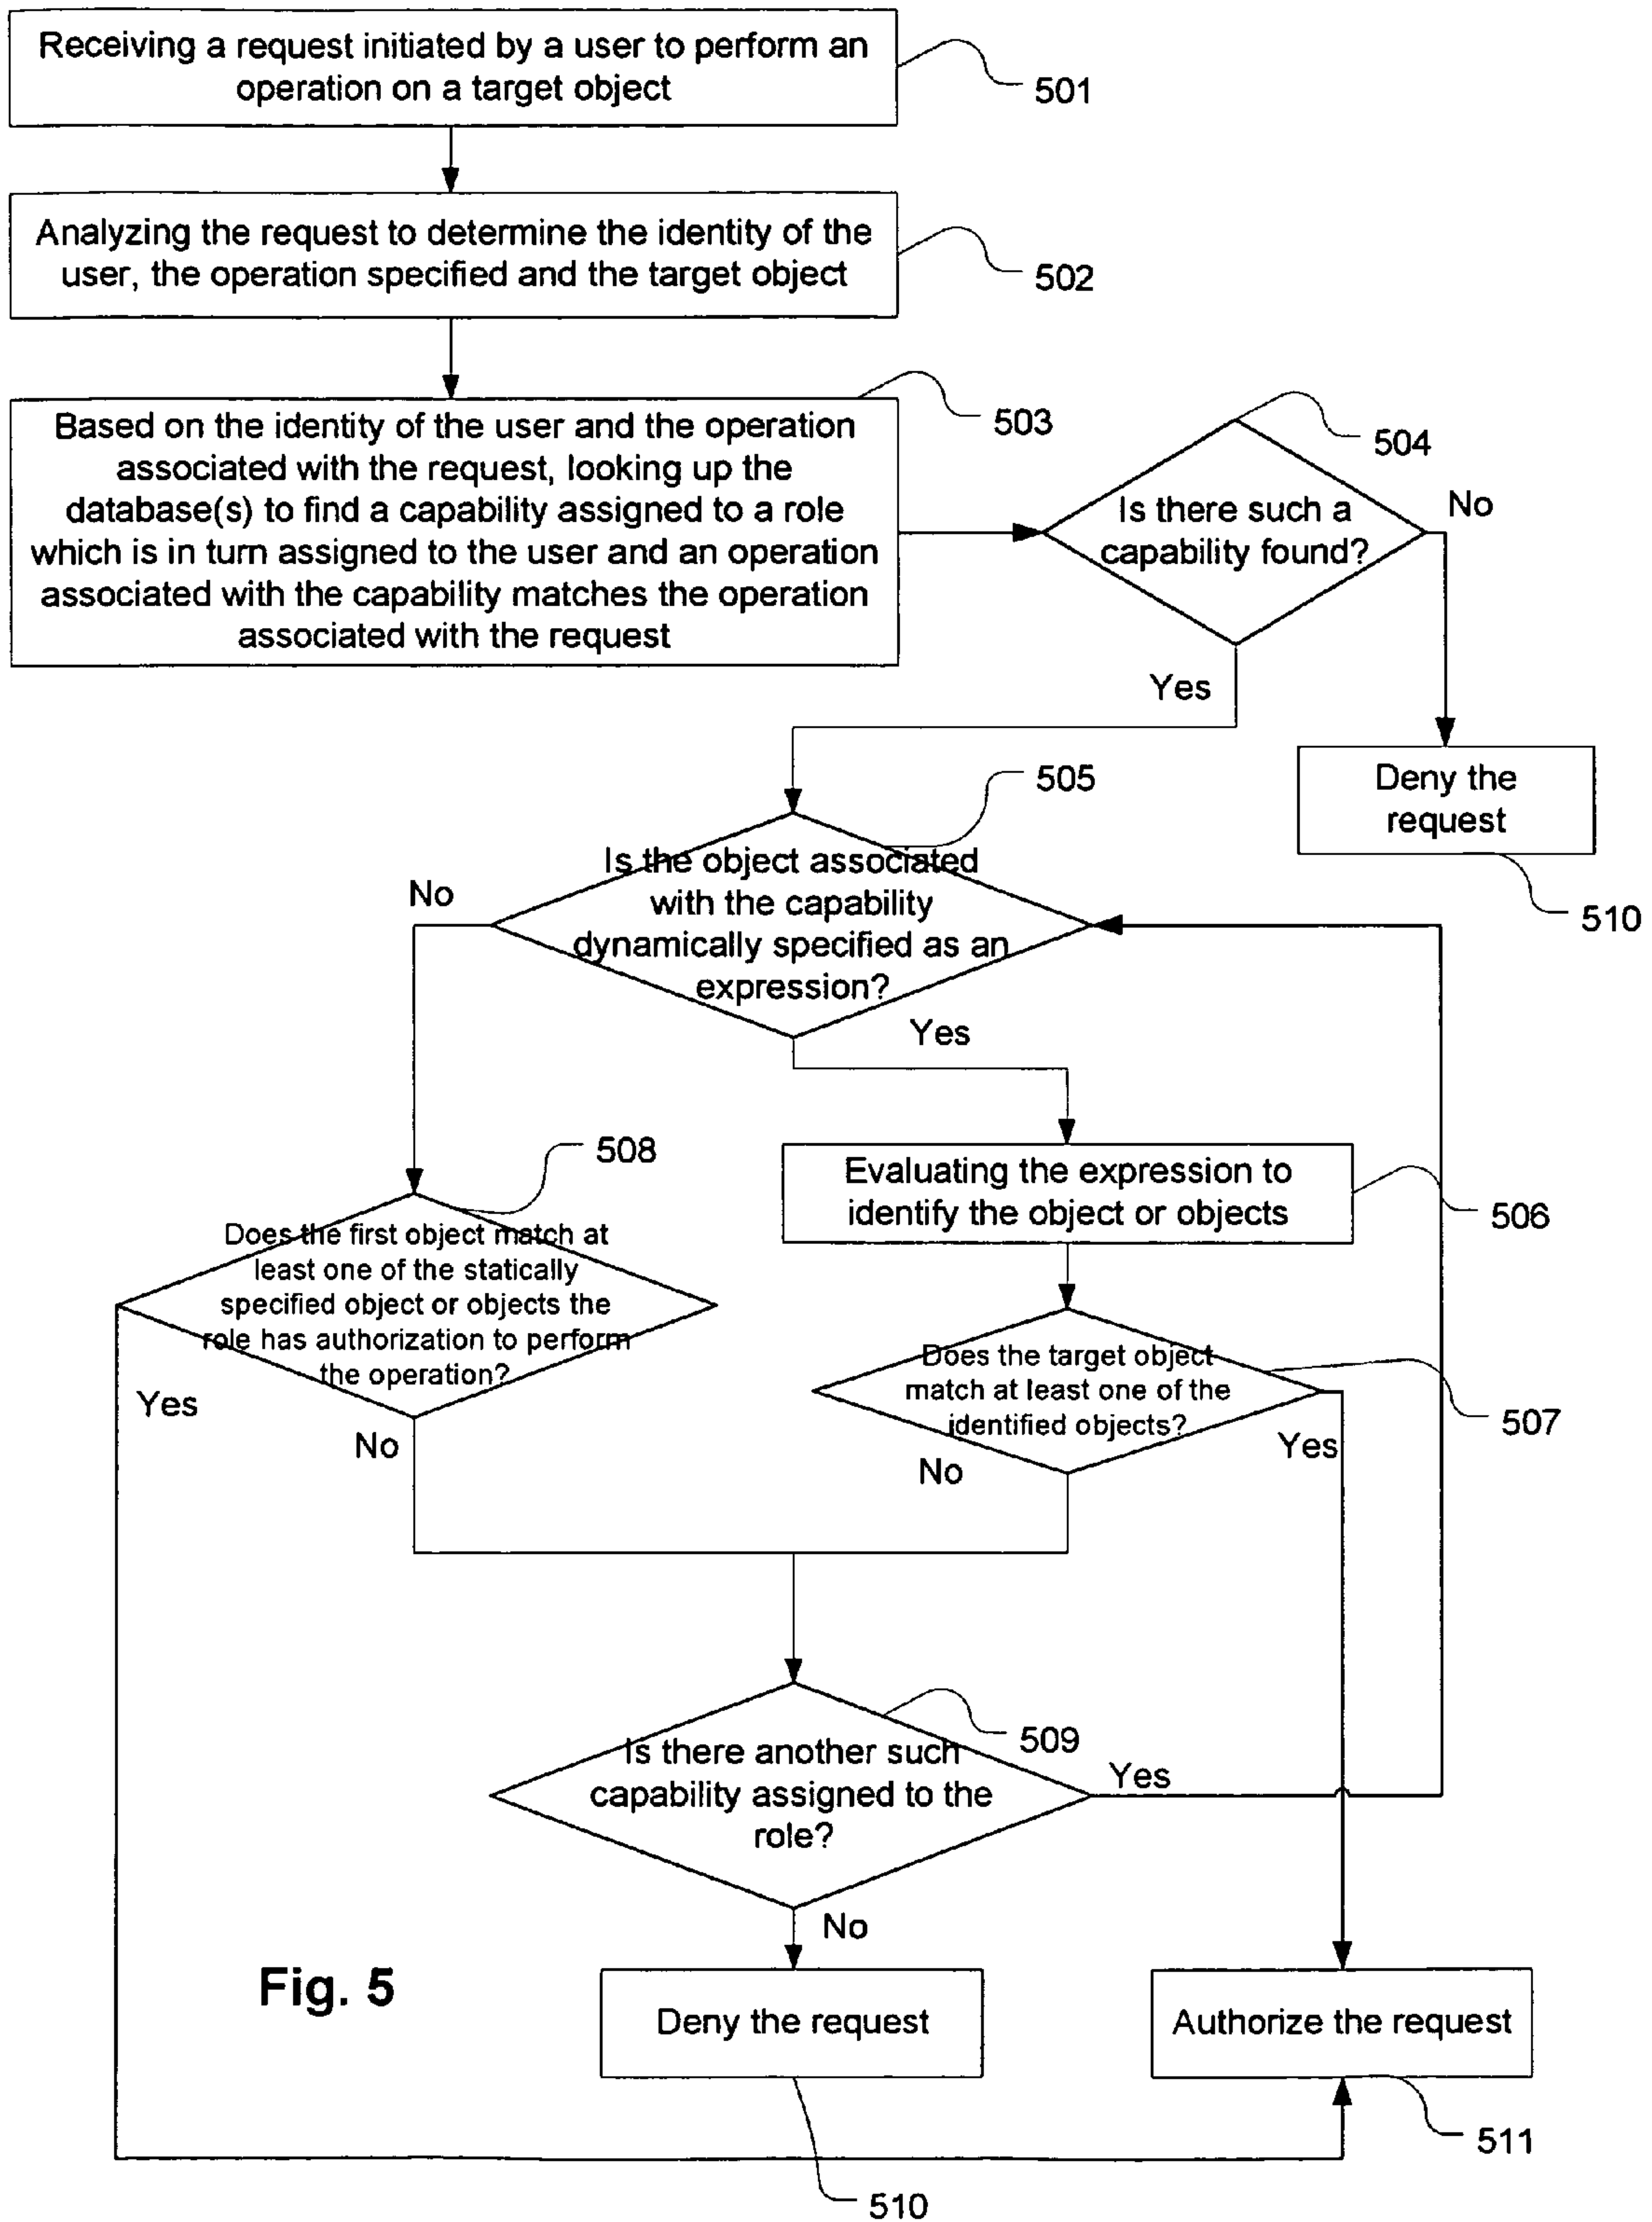 Receiving a request initiated by a user to perform an
operation on a target object
501
Analyzing the request to determine the identity of the
user, the operation specified and the target object
502
Based on the identity of the user and the operation
associated with the request, looking up the
database(s) to find a capability assigned to a role
which is in turn assigned to the user and an operation
associated with the capability matches the operation
associated with the request
503
504
Is there such a
capability found?
No
Yes
Deny the
request
510
505
Is the object associated
with the capability
dynamically specified as an
expression?
No
Yes
508
Does the first object match at
least one of the statically
specified object or objects the
role has authorization to perform
the operation?
Yes
No
Evaluating the expression to
identify the object or objects
506
Does the target object
match at least one of the
identified objects?
507
Yes
No
509
Is there another such
capability assigned to the
role?
Yes
No
Fig. 5
Deny the request
510
Authorize the request
511